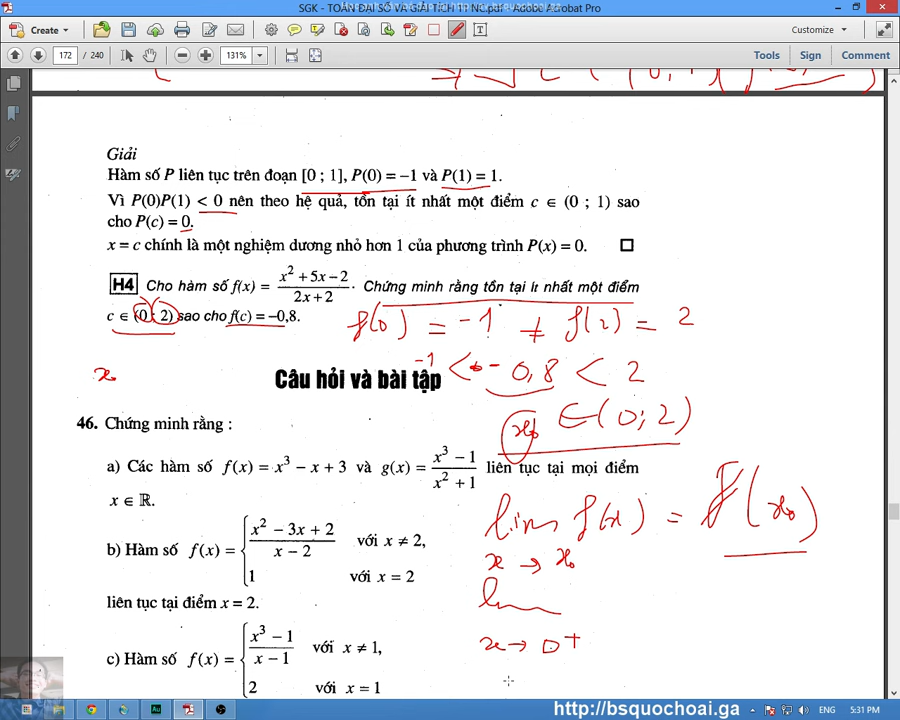 SGK - TOAN ĐẠI SO VA GIAI TICH 11 NC.pdf - Adobe Acrobat Pro
Create
Customize
172 / 240
131%
Tools
Sign
Comment
Giải
Hàm số P liên tục trên đoạn [0 ; 1], P(0) = −1 và P(1) = 1.
Vì P(0)P(1) < 0 nên theo hệ quả, tồn tại ít nhất một điểm c ∈ (0 ; 1) sao
cho P(c) = 0.
x = c chính là một nghiệm dương nhỏ hơn 1 của phương trình P(x) = 0. □
H4 Cho hàm số f(x) = (x² + 5x − 2)/(2x + 2). Chứng minh rằng tồn tại ít nhất một điểm
c ∈ (0 ; 2) sao cho f(c) = −0,8.
f(0) = −1 ≠ f(2) = 2
−1 < −0,8 < 2
x₀
Câu hỏi và bài tập
x₀ ∈ (0; 2)
46. Chứng minh rằng :
a) Các hàm số f(x) = x³ − x + 3 và g(x) = (x³ − 1)/(x² + 1) liên tục tại mọi điểm
x ∈ ℝ.
lim f(x) = f(x₀)
x → x₀
b) Hàm số f(x) = { (x² − 3x + 2)/(x − 2) với x ≠ 2,
1 với x = 2
liên tục tại điểm x = 2.
lim
x → 0+
c) Hàm số f(x) = { (x³ − 1)/(x − 1) với x ≠ 1,
2 với x = 1
http://bsquochoai.ga
ENG
5:31 PM